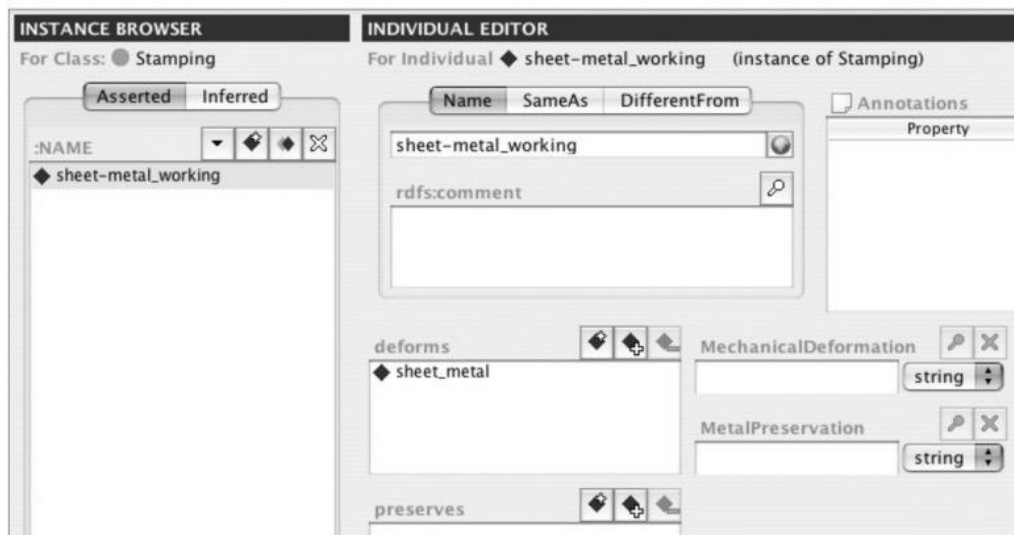 INSTANCE BROWSER
For Class: Stamping
Asserted Inferred
:NAME
sheet-metal_working
INDIVIDUAL EDITOR
For Individual sheet-metal_working (instance of Stamping)
Name SameAs DifferentFrom
sheet-metal_working
rdfs:comment
Annotations
Property
deforms
sheet_metal
MechanicalDeformation
string
MetalPreservation
string
preserves